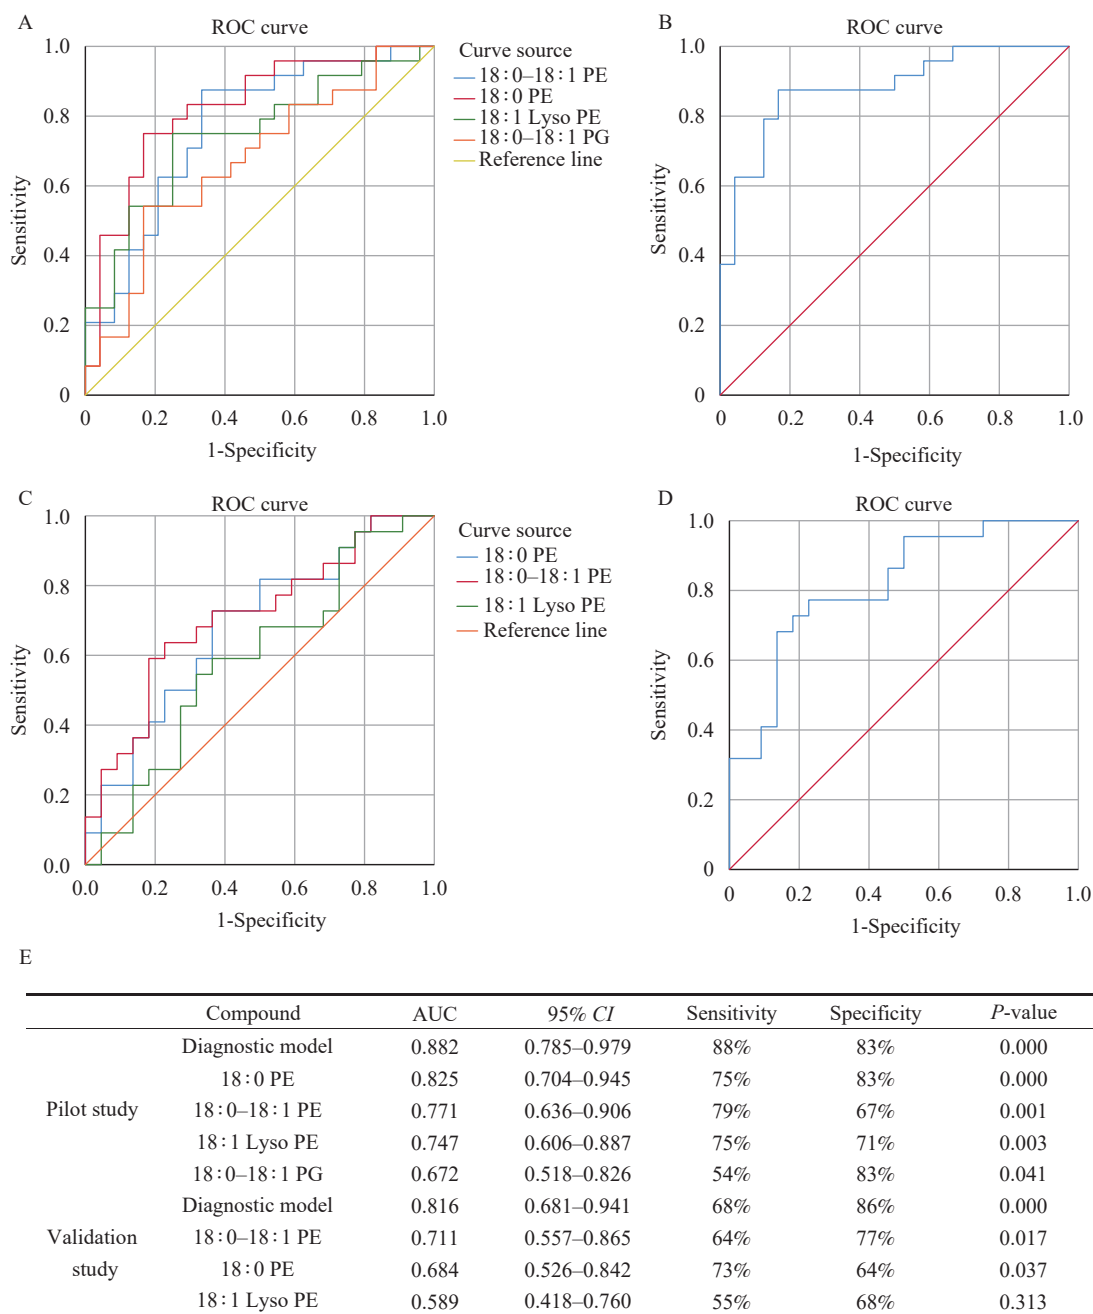 A
ROC curve
Curve source
18∶0–18∶1 PE
18∶0 PE
18∶1 Lyso PE
18∶0–18∶1 PG
Reference line
Sensitivity
1.0
0.8
0.6
0.4
0.2
0
0 0.2 0.4 0.6 0.8 1.0
1-Specificity
B
ROC curve
Sensitivity
1.0
0.8
0.6
0.4
0.2
0
0 0.2 0.4 0.6 0.8 1.0
1-Specificity
C
ROC curve
Curve source
18∶0 PE
18∶0–18∶1 PE
18∶1 Lyso PE
Reference line
Sensitivity
1.0
0.8
0.6
0.4
0.2
0.0
0.0 0.2 0.4 0.6 0.8 1.0
1-Specificity
D
ROC curve
Sensitivity
1.0
0.8
0.6
0.4
0.2
0
0 0.2 0.4 0.6 0.8 1.0
1-Specificity
E
Compound AUC 95% CI Sensitivity Specificity P-value
Diagnostic model 0.882 0.785–0.979 88% 83% 0.000
18∶0 PE 0.825 0.704–0.945 75% 83% 0.000
Pilot study 18∶0–18∶1 PE 0.771 0.636–0.906 79% 67% 0.001
18∶1 Lyso PE 0.747 0.606–0.887 75% 71% 0.003
18∶0–18∶1 PG 0.672 0.518–0.826 54% 83% 0.041
Diagnostic model 0.816 0.681–0.941 68% 86% 0.000
Validation 18∶0–18∶1 PE 0.711 0.557–0.865 64% 77% 0.017
study 18∶0 PE 0.684 0.526–0.842 73% 64% 0.037
18∶1 Lyso PE 0.589 0.418–0.760 55% 68% 0.313